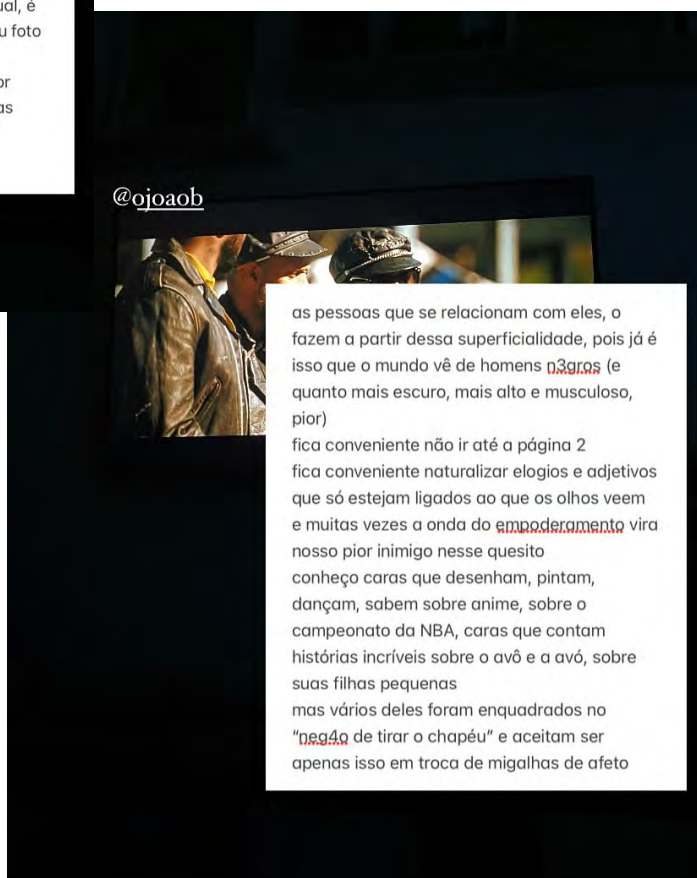 ual, é
u foto
or
as
@ojoaob
as pessoas que se relacionam com eles, o
fazem a partir dessa superficialidade, pois já é
isso que o mundo vê de homens n3gros (e
quanto mais escuro, mais alto e musculoso,
pior)
fica conveniente não ir até a página 2
fica conveniente naturalizar elogios e adjetivos
que só estejam ligados ao que os olhos veem
e muitas vezes a onda do empoderamento vira
nosso pior inimigo nesse quesito
conheço caras que desenham, pintam,
dançam, sabem sobre anime, sobre o
campeonato da NBA, caras que contam
histórias incríveis sobre o avô e a avó, sobre
suas filhas pequenas
mas vários deles foram enquadrados no
“neg4o de tirar o chapéu” e aceitam ser
apenas isso em troca de migalhas de afeto